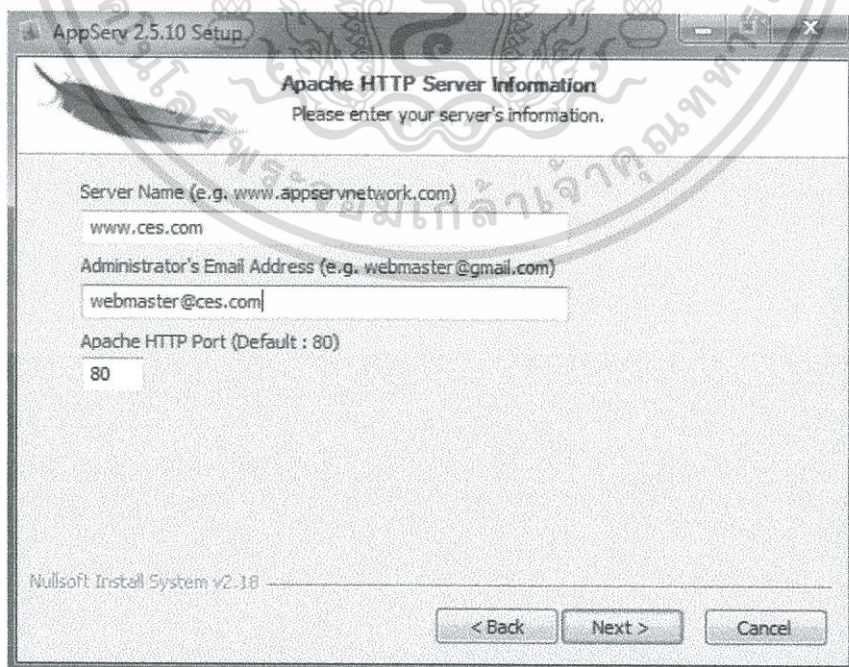 AppServ 2.5.10 Setup
Apache HTTP Server Information
Please enter your server's information.
Server Name (e.g. www.appservnetwork.com)
www.ces.com
Administrator's Email Address (e.g. webmaster@gmail.com)
webmaster@ces.com
Apache HTTP Port (Default : 80)
80
Nullsoft Install System v2.18
< Back
Next >
Cancel